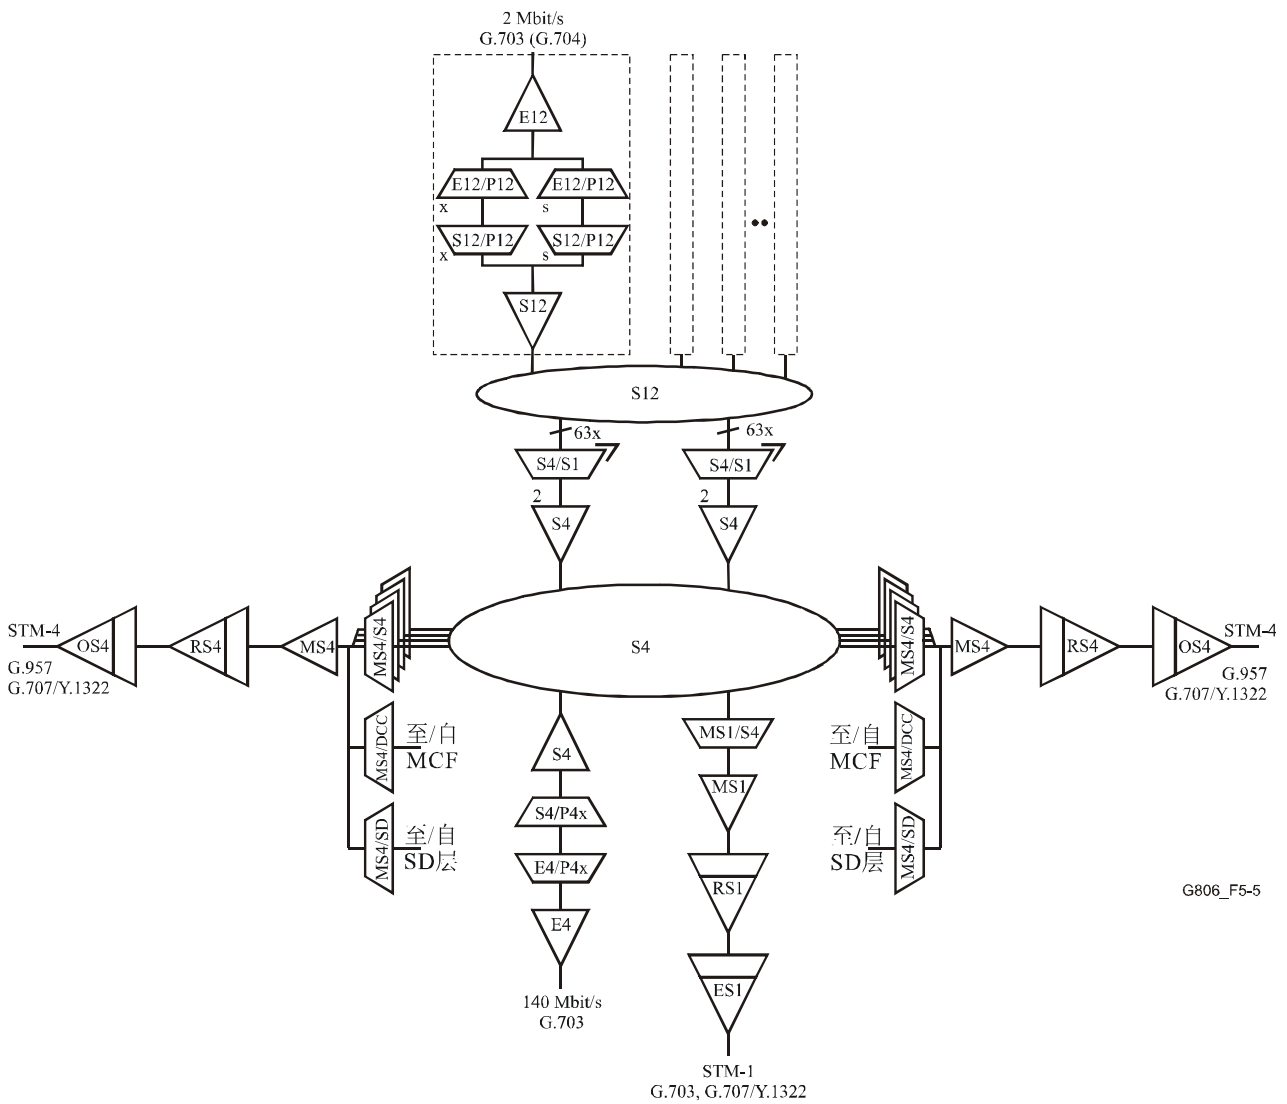 2 Mbit/s
G.703 (G.704)
E12
E12/P12 E12/P12
x s
S12/P12 S12/P12
x s
S12
S12
63x 63x
S4/S1 S4/S1
2 2
S4 S4
STM-4 OS4 RS4 MS4 MS4/S4 S4 MS4/S4 MS4 RS4 OS4 STM-4
G.957 G.957
G.707/Y.1322 G.707/Y.1322
MS4/DCC 至/自 至/自 MS4/DCC
MCF MCF
MS4/SD 至/自 至/自 MS4/SD
SD层 SD层
S4 MS1/S4
S4/P4x MS1
E4/P4x RS1
E4 ES1
140 Mbit/s
G.703
STM-1
G.703, G.707/Y.1322
G806_F5-5